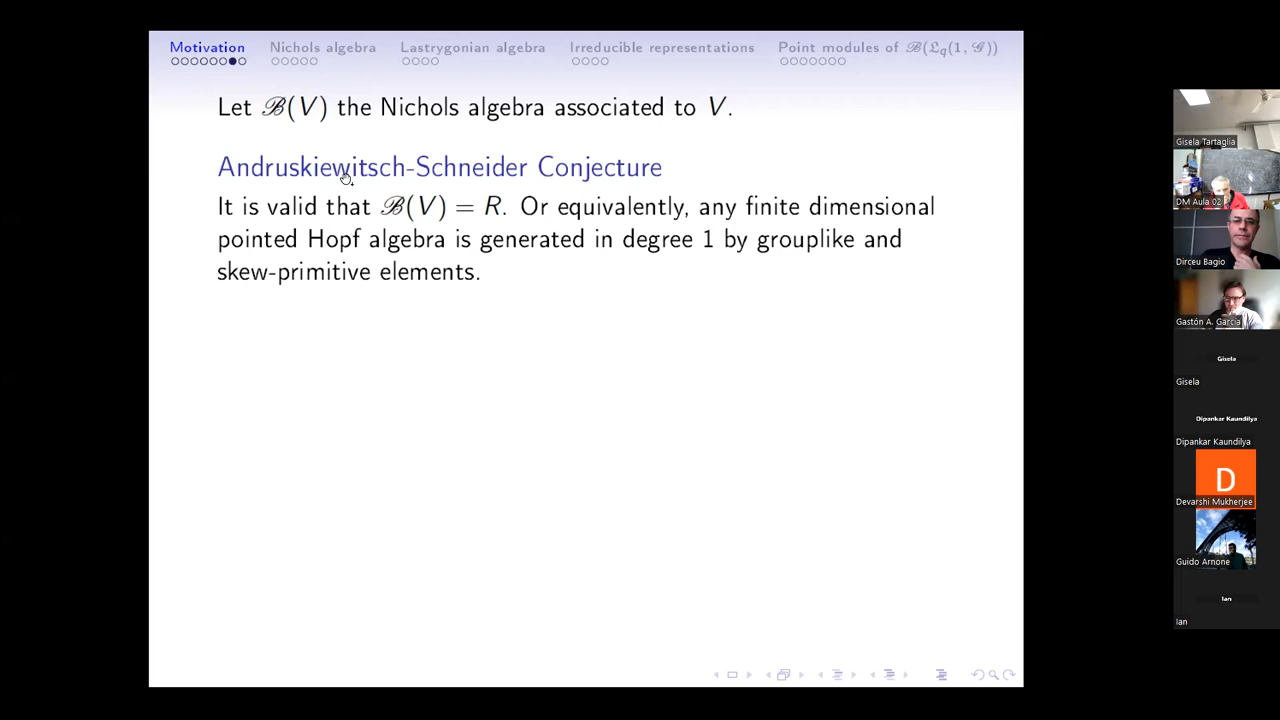 Motivation Nichols algebra Lastrygonian algebra Irreducible representations Point modules of ℬ(𝔏q(1, 𝒢))
Let ℬ(V) the Nichols algebra associated to V.
Andruskiewitsch-Schneider Conjecture
It is valid that ℬ(V) = R. Or equivalently, any finite dimensional
pointed Hopf algebra is generated in degree 1 by grouplike and
skew-primitive elements.
Gisela Tartaglia
DM Aula 02
Dirceu Bagio
Gastón A. García
Gisela
Gisela
Dipankar Kaundilya
Dipankar Kaundilya
D
Devarshi Mukherjee
Guido Arnone
Ian
Ian